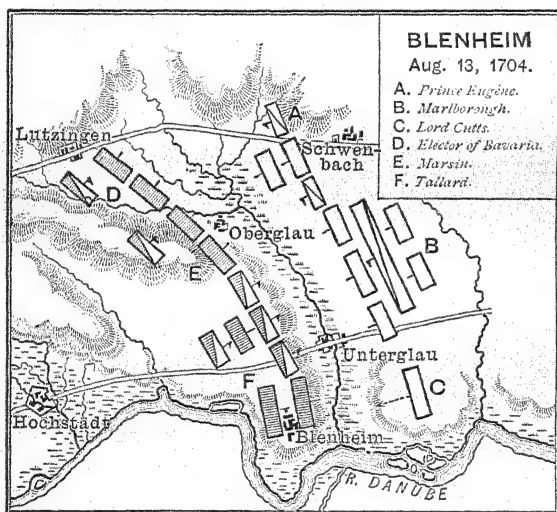 BLENHEIM
Aug. 13, 1704.
A. Prince Eugène.
B. Marlborough.
C. Lord Cutts.
D. Elector of Bavaria.
E. Marsin.
F. Tallard.
A
Lutzingen
Schwen-
bach
D
Oberglau
B
E
Unterglau
F
C
Hochstädt
Blenheim
R. DANUBE